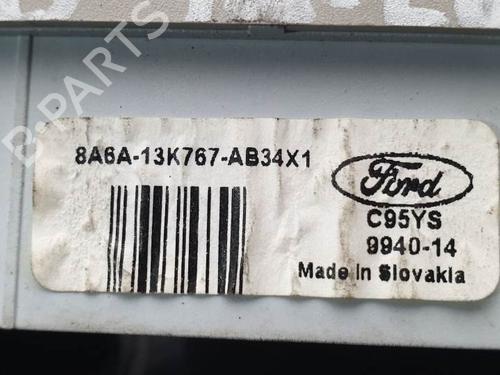 B-PARTS
8A6A-13K767-AB34X1
Ford
C95YS
9940-14
Made in Slovakia